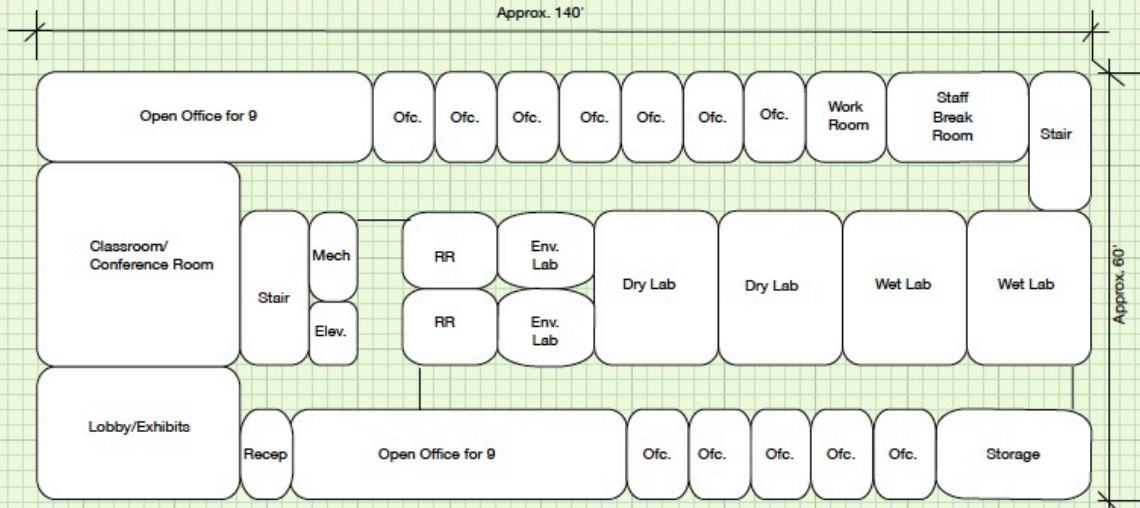 Approx. 140'
Open Office for 9
Ofc.
Ofc.
Ofc.
Ofc.
Ofc.
Ofc.
Ofc.
Work
Room
Staff
Break
Room
Stair
Classroom/
Conference Room
Stair
Mech
Elev.
RR
RR
Env.
Lab
Env.
Lab
Dry Lab
Dry Lab
Wet Lab
Wet Lab
Approx. 60'
Lobby/Exhibits
Recep
Open Office for 9
Ofc.
Ofc.
Ofc.
Ofc.
Ofc.
Storage